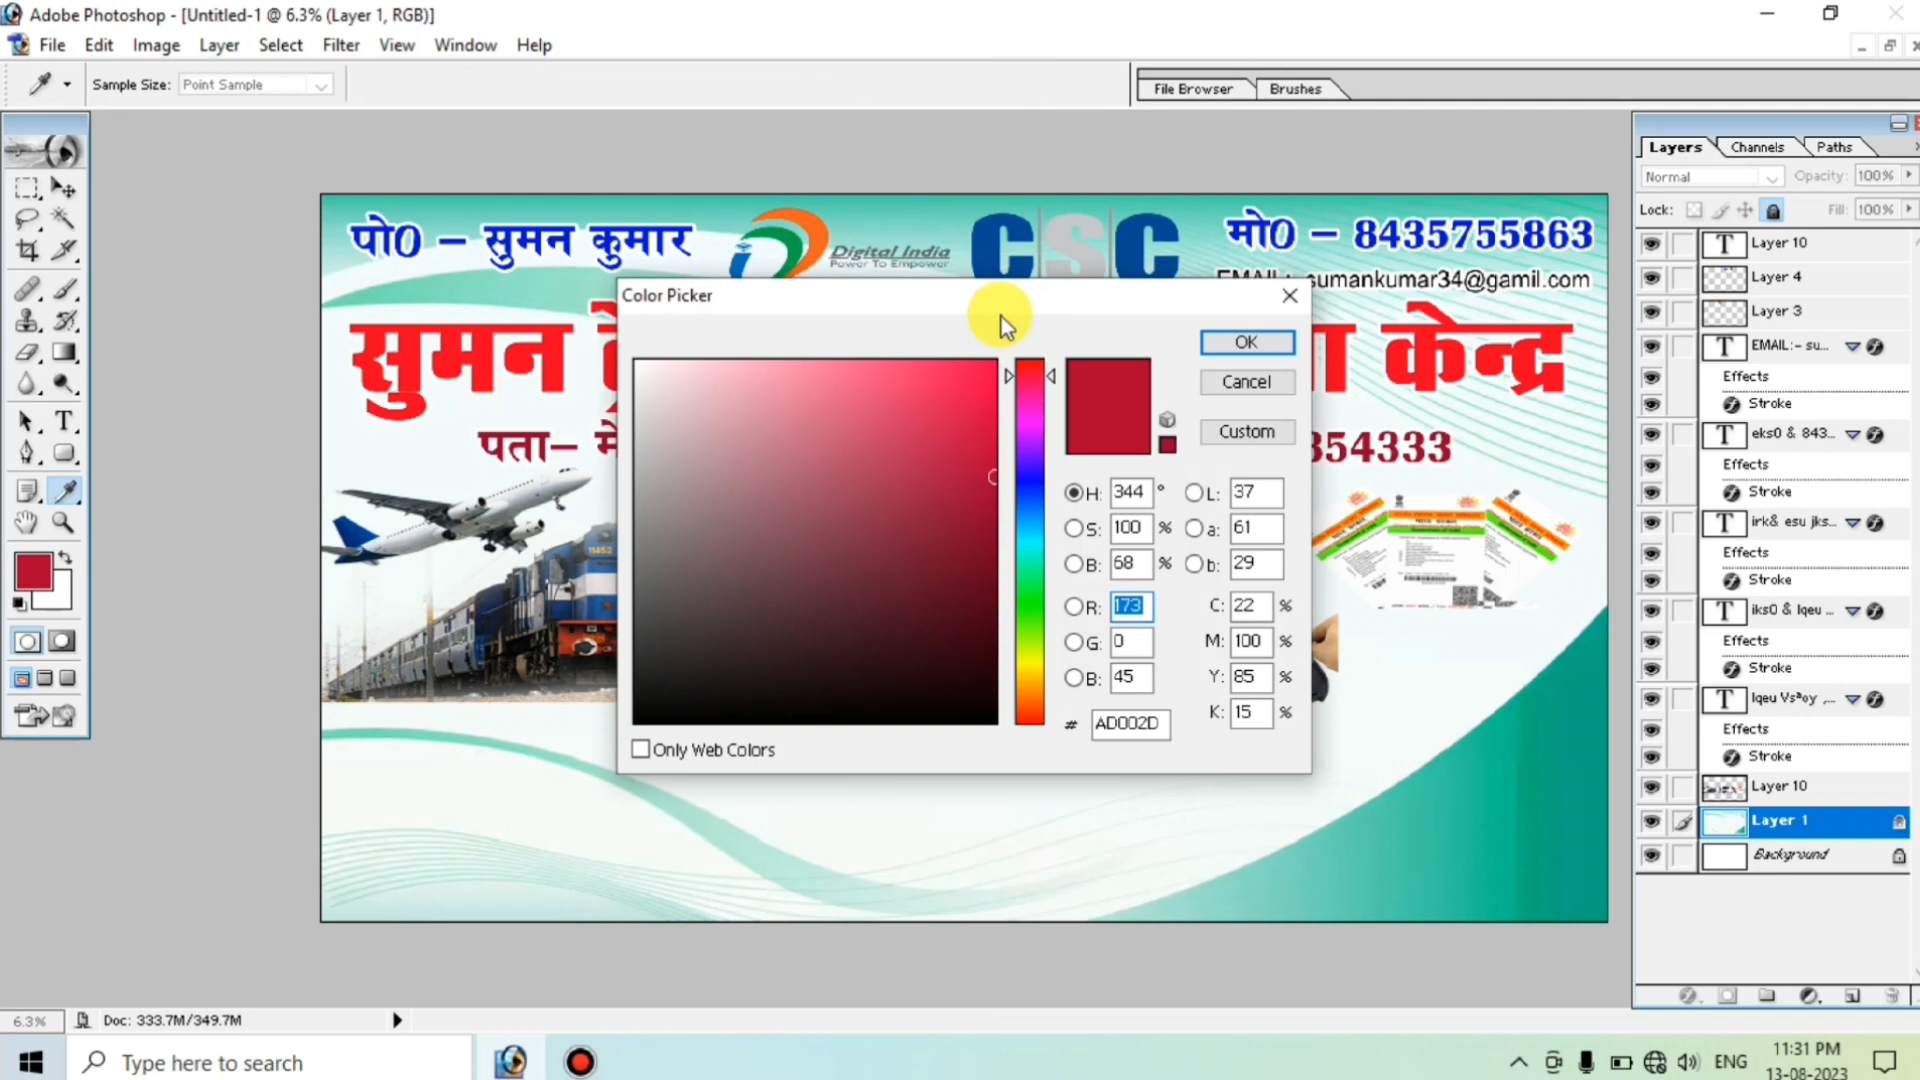 Adobe Photoshop - [Untitled-1 @ 6.3% (Layer 1, RGB)]
File Edit Image Layer Select Filter View Window Help
Sample Size: Point Sample
File Browser Brushes
पो0 – सुमन कुमार
Digital India
Power To Empower
CSC
मो0 – 8435755863
EMAIL:- sumankumar34@gamil.com
सुमन
केन्द्र
पता–
354333
11452
Color Picker
OK
Cancel
Custom
H: 344 °
S: 100 %
B: 68 %
R: 173
G: 0
B: 45
# AD002D
L: 37
a: 61
b: 29
C: 22 %
M: 100 %
Y: 85 %
K: 15 %
Only Web Colors
Layers Channels Paths
Normal Opacity: 100%
Lock: Fill: 100%
Layer 10
Layer 4
Layer 3
EMAIL:– su...
Effects
Stroke
eks0 & 843...
Effects
Stroke
irk& esu jks...
Effects
Stroke
iks0 & lqeu ...
Effects
Stroke
lqeu Vsªoy ,...
Effects
Stroke
Layer 10
Layer 1
Background
6.3% Doc: 333.7M/349.7M
Type here to search
ENG
11:31 PM
13-08-2023